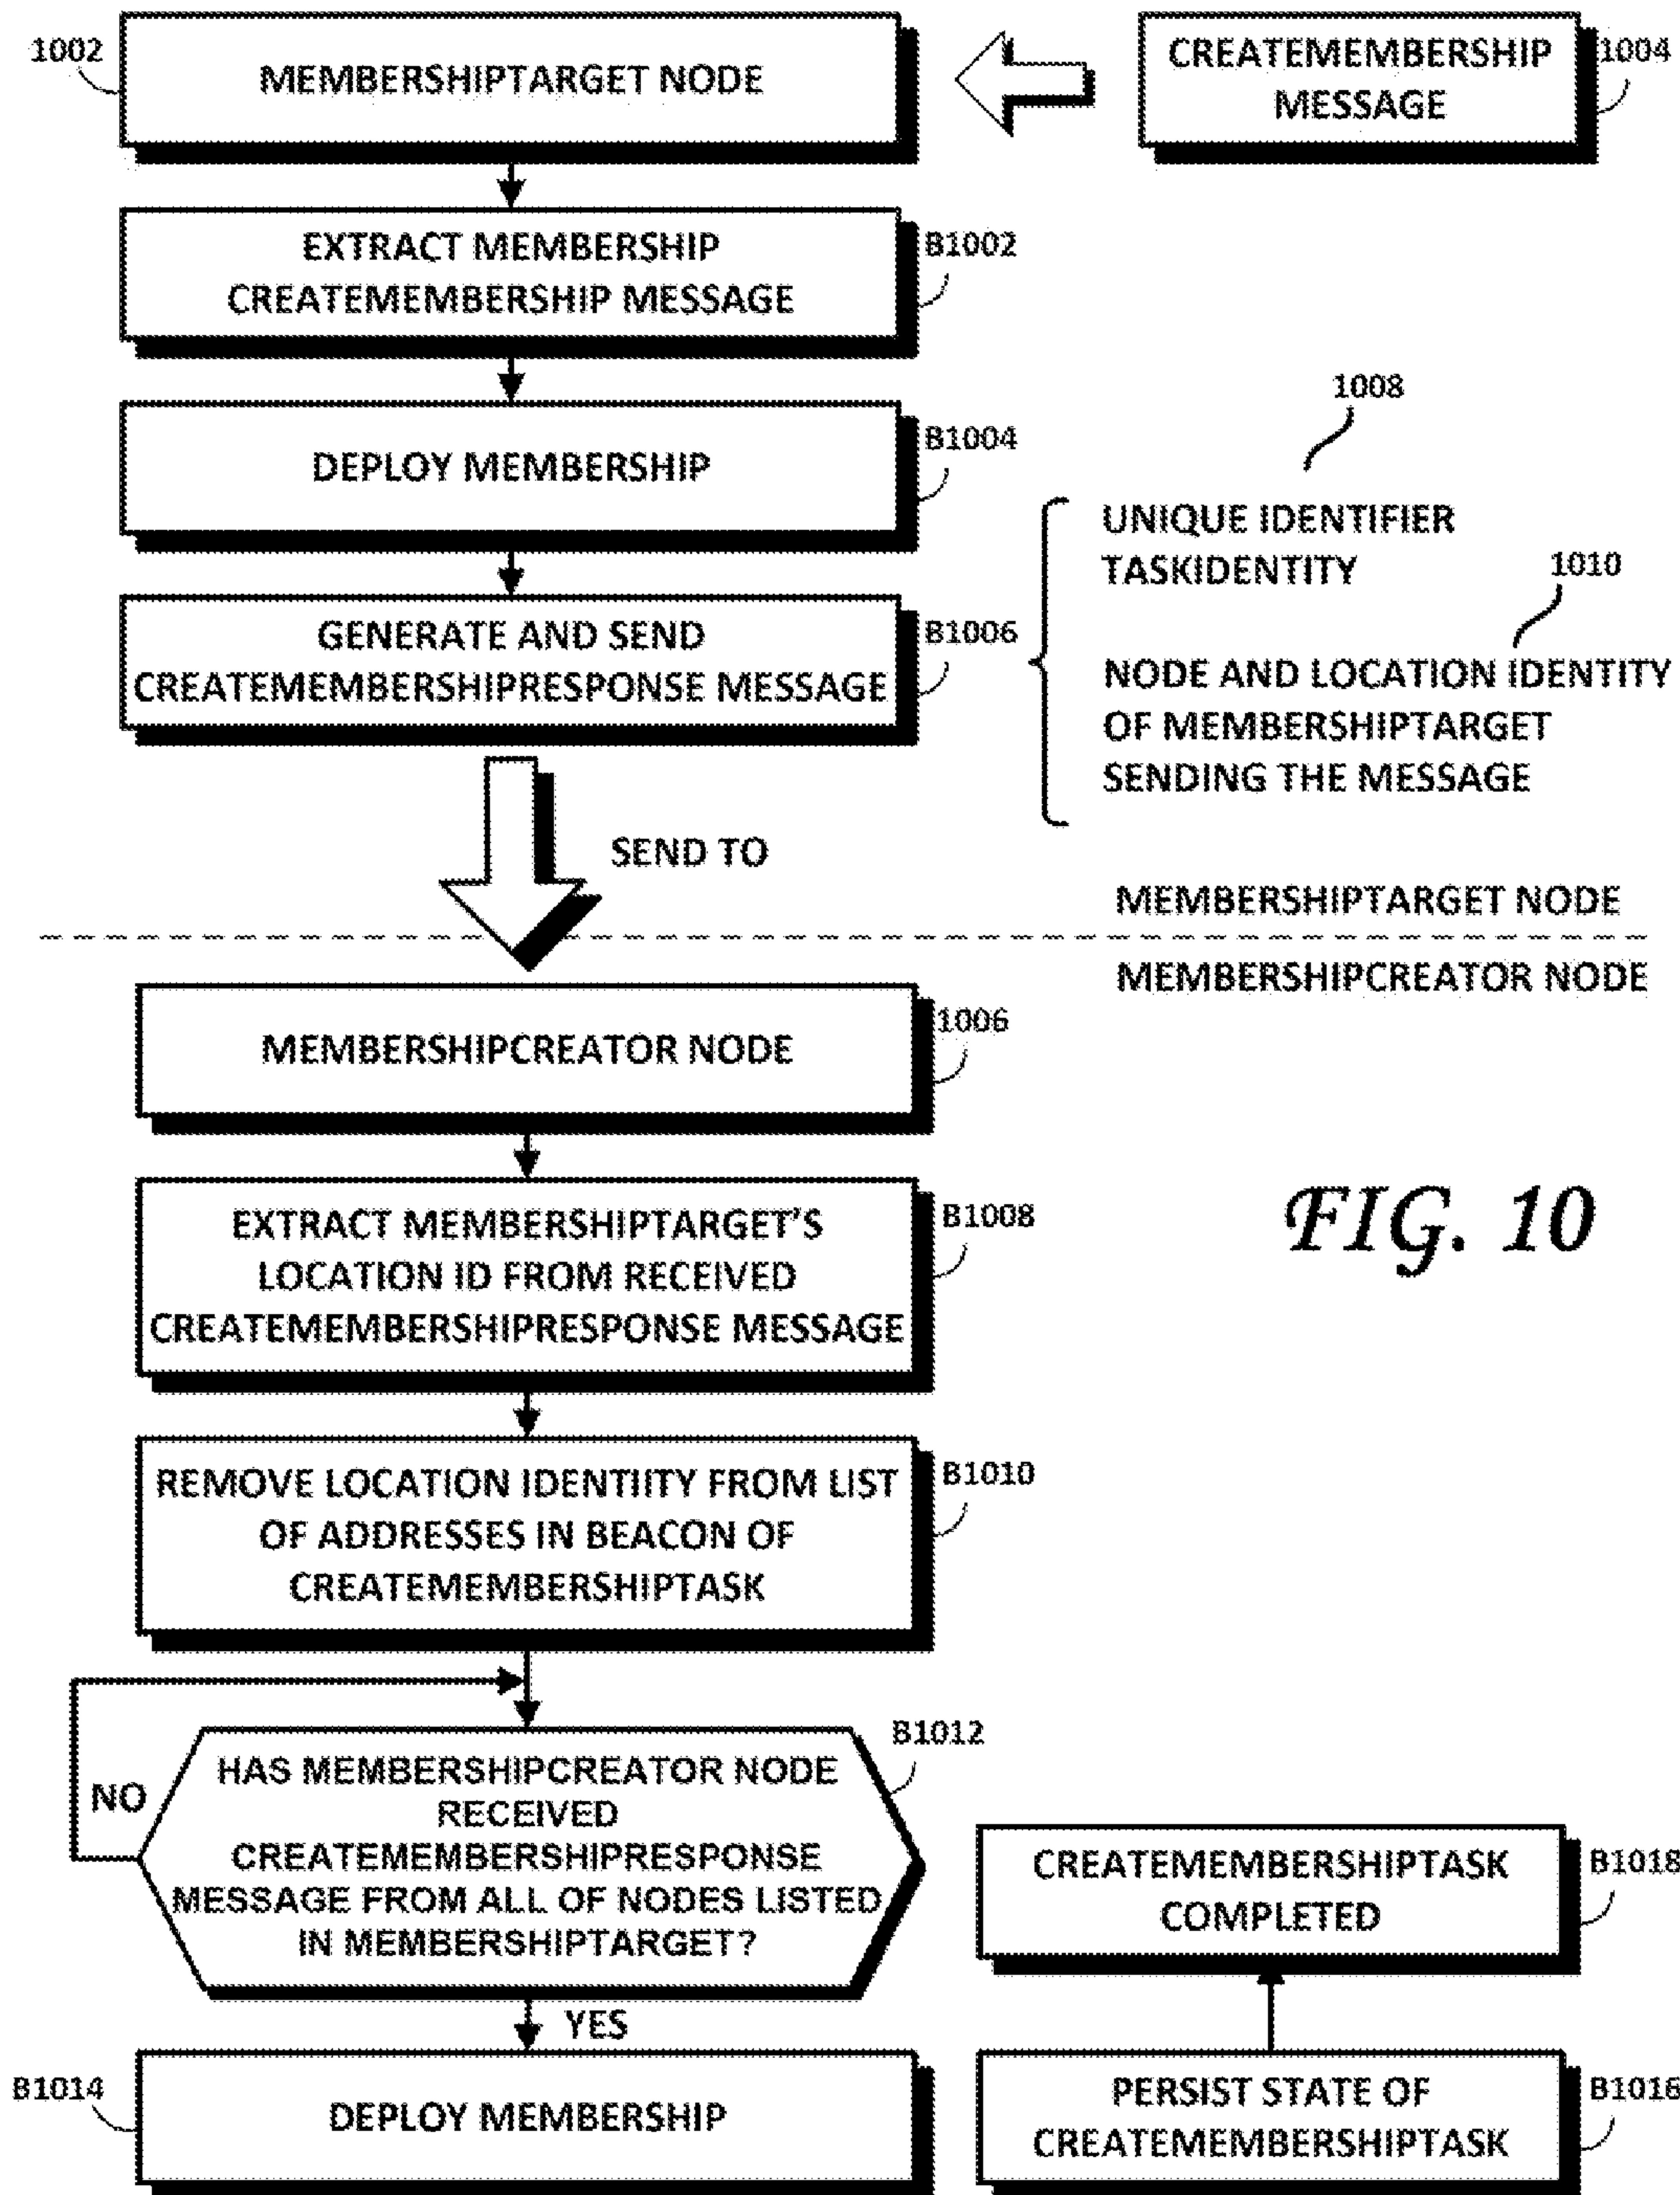 1002
MEMBERSHIPTARGET NODE
CREATEMEMBERSHIP
MESSAGE
1004
EXTRACT MEMBERSHIP
CREATEMEMBERSHIP MESSAGE
B1002
DEPLOY MEMBERSHIP
B1004
1008
UNIQUE IDENTIFIER
TASKIDENTITY
1010
NODE AND LOCATION IDENTITY
OF MEMBERSHIPTARGET
SENDING THE MESSAGE
GENERATE AND SEND
CREATEMEMBERSHIPRESPONSE MESSAGE
B1006
SEND TO
MEMBERSHIPTARGET NODE
MEMBERSHIPCREATOR NODE
MEMBERSHIPCREATOR NODE
1006
EXTRACT MEMBERSHIPTARGET'S
LOCATION ID FROM RECEIVED
CREATEMEMBERSHIPRESPONSE MESSAGE
B1008
FIG. 10
REMOVE LOCATION IDENTIITY FROM LIST
OF ADDRESSES IN BEACON OF
CREATEMEMBERSHIPTASK
B1010
NO
HAS MEMBERSHIPCREATOR NODE
RECEIVED
CREATEMEMBERSHIPRESPONSE
MESSAGE FROM ALL OF NODES LISTED
IN MEMBERSHIPTARGET?
B1012
YES
CREATEMEMBERSHIPTASK
COMPLETED
B1018
B1014
DEPLOY MEMBERSHIP
PERSIST STATE OF
CREATEMEMBERSHIPTASK
B1016